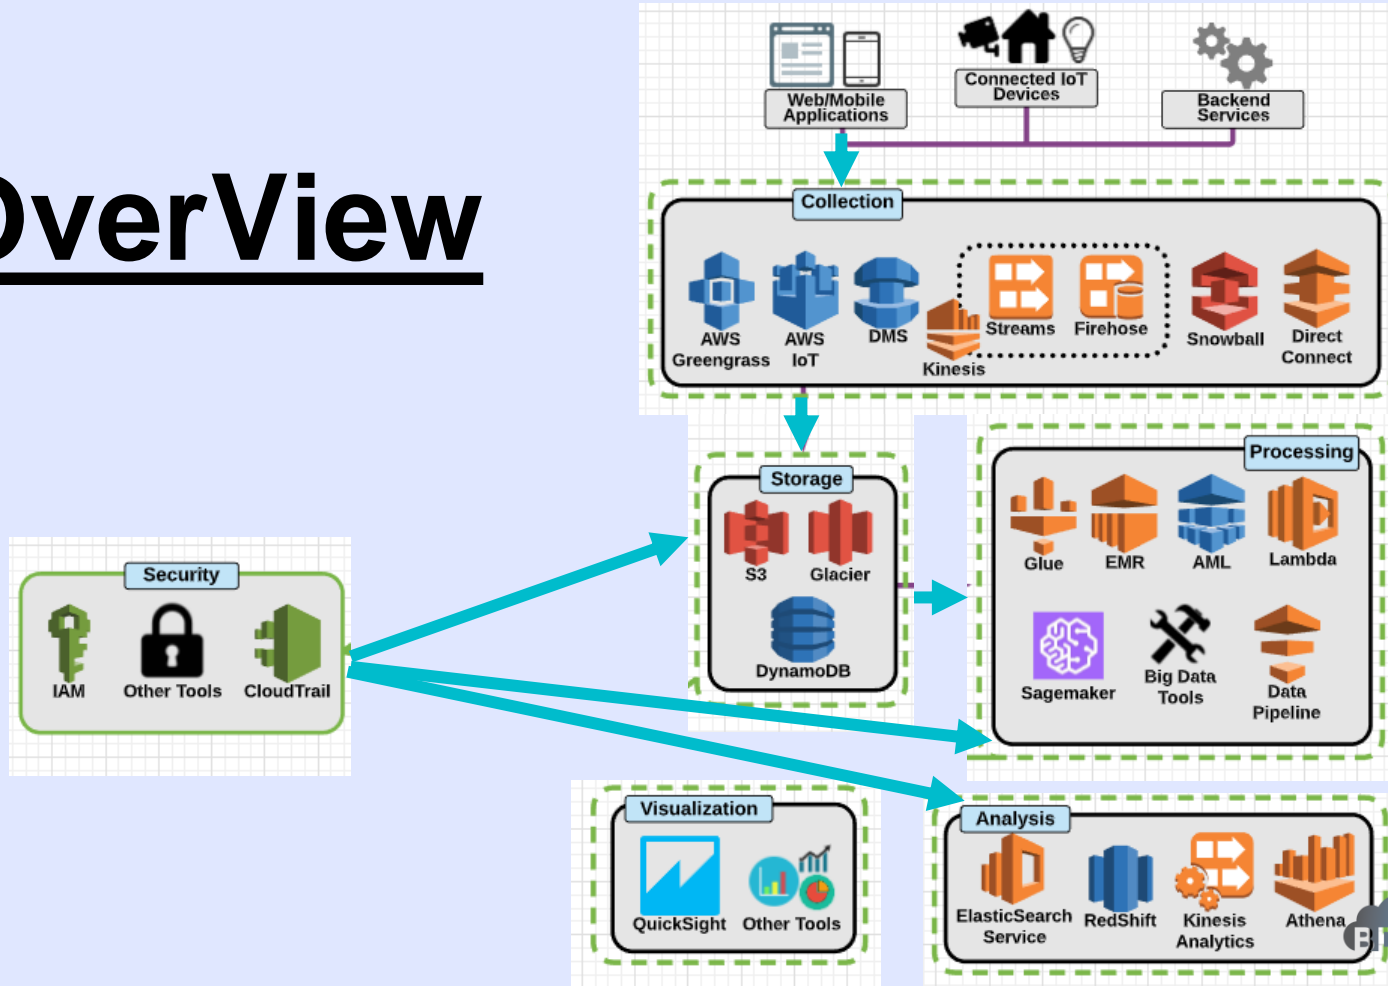 OverView
Web/Mobile
Applications
Connected IoT
Devices
Backend
Services
Collection
AWS
Greengrass
AWS
IoT
DMS
Kinesis
Streams
Firehose
Snowball
Direct
Connect
Storage
S3
Glacier
DynamoDB
Processing
Glue
EMR
AML
Lambda
Sagemaker
Big Data
Tools
Data
Pipeline
Security
IAM
Other Tools
CloudTrail
Visualization
QuickSight
Other Tools
Analysis
ElasticSearch
Service
RedShift
Kinesis
Analytics
Athena